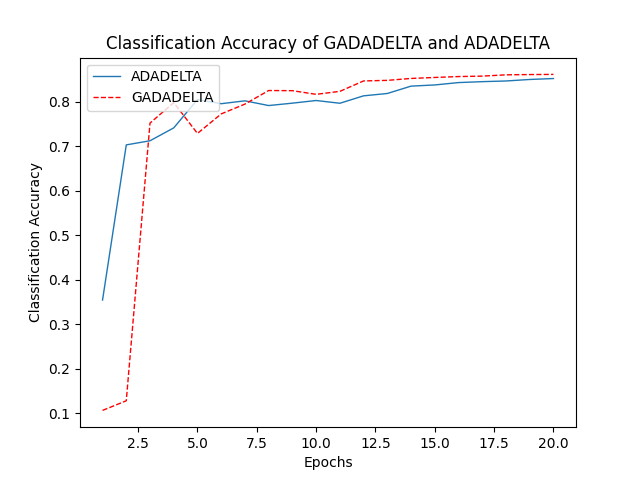 Classification Accuracy of GADADELTA and ADADELTA
ADADELTA
GADADELTA
Classification Accuracy
0.8
0.7
0.6
0.5
0.4
0.3
0.2
0.1
2.5 5.0 7.5 10.0 12.5 15.0 17.5 20.0
Epochs